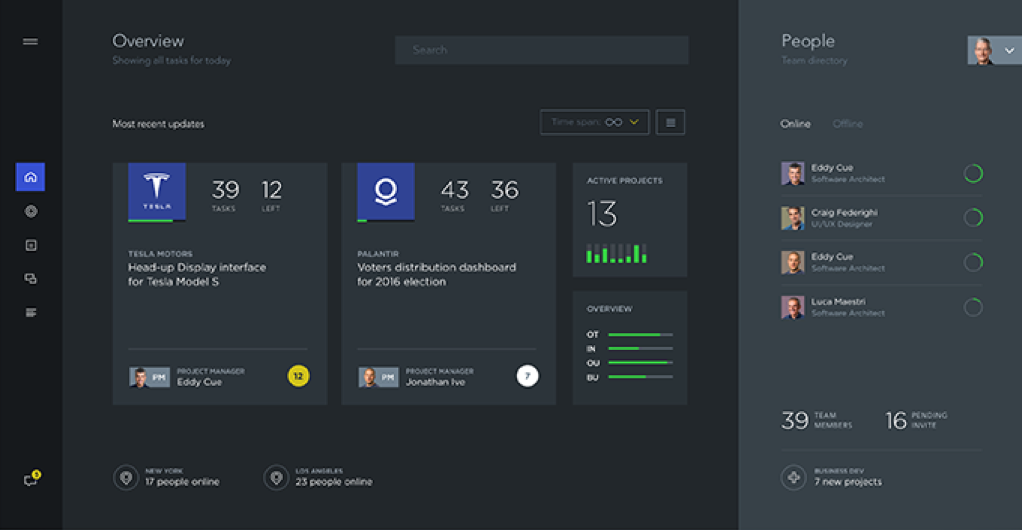 Overview
Showing all tasks for today
Search
Most recent updates
Time span:
TESLA
39
TASKS
12
LEFT
TESLA MOTORS
Head-up Display interface
for Tesla Model S
PM
PROJECT MANAGER
Eddy Cue
12
43
TASKS
36
LEFT
PALANTIR
Voters distribution dashboard
for 2016 election
PM
PROJECT MANAGER
Jonathan Ive
7
ACTIVE PROJECTS
13
OVERVIEW
OT
IN
OU
BU
NEW YORK
17 people online
LOS ANGELES
23 people online
People
Team directory
Online Offline
Eddy Cue
Software Architect
Craig Federighi
UI/UX Designer
Eddy Cue
Software Architect
Luca Maestri
Software Architect
39
TEAM
MEMBERS
16
PENDING
INVITE
BUSINESS DEV
7 new projects